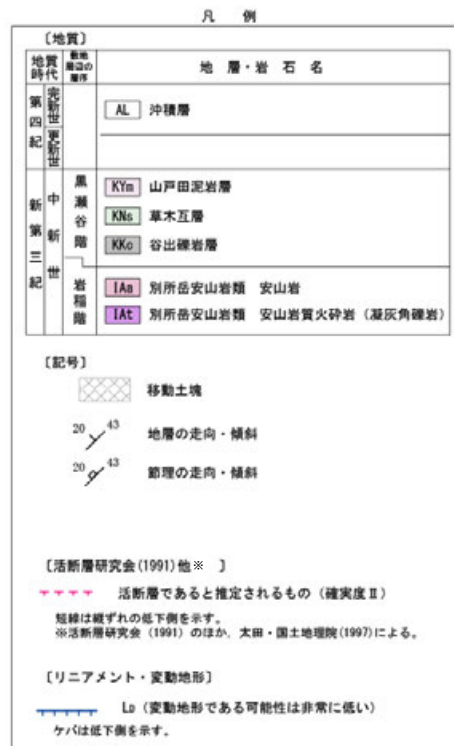 凡 例
〔地質〕
地質時代 敷地周辺の層序 地 層・岩 石 名
第四紀 完新世 AL 沖積層
更新世
新第三紀 中新世 黒瀬谷階 KYm 山戸田泥岩層
KNs 草木互層
KKc 谷出礫岩層
岩稲階 IAa 別所岳安山岩類 安山岩
IAt 別所岳安山岩類 安山岩質火砕岩（凝灰角礫岩）
〔記号〕
移動土塊
20 43 地層の走向・傾斜
20 43 節理の走向・傾斜
〔活断層研究会(1991)他※ 〕
活断層であると推定されるもの（確実度Ⅱ）
短線は縦ずれの低下側を示す。
※活断層研究会（1991）のほか、太田・国土地理院(1997)による。
〔リニアメント・変動地形〕
LD（変動地形である可能性は非常に低い）
ケバは低下側を示す。